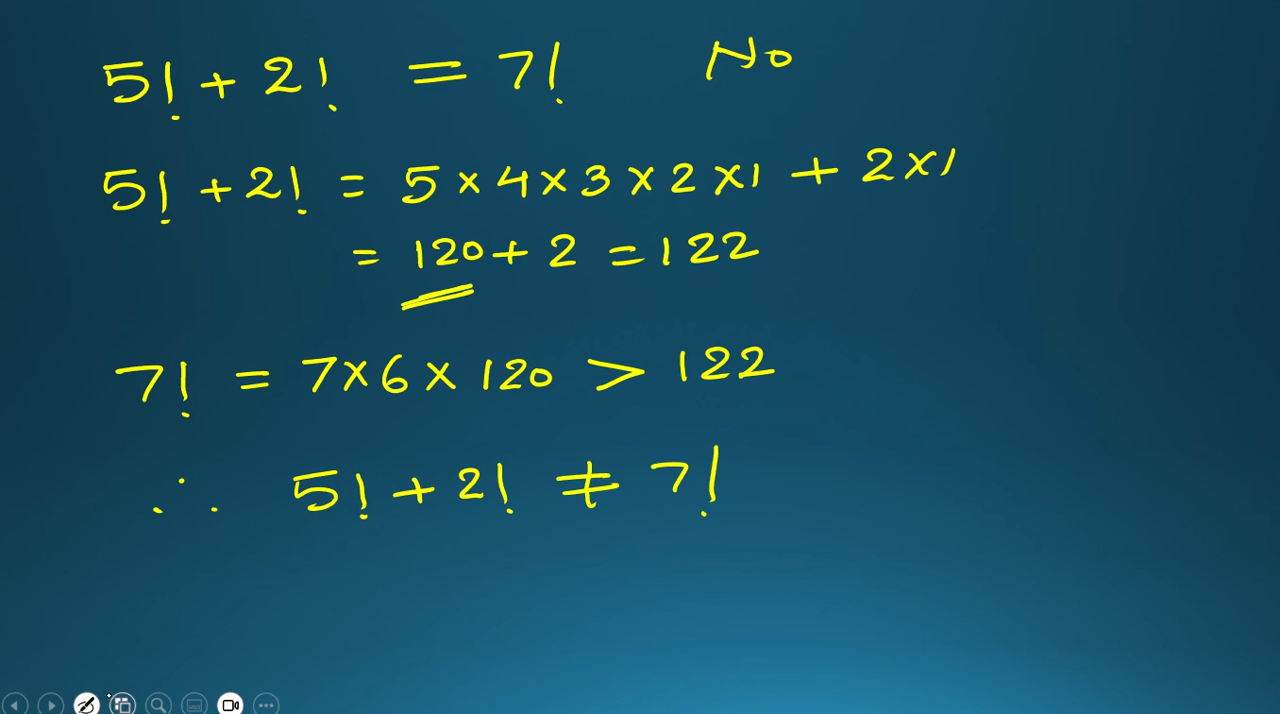 5! + 2! = 7! No
5! + 2! = 5 × 4 × 3 × 2 × 1 + 2 × 1
= 120 + 2 = 122
7! = 7 × 6 × 120 > 122
∴ 5! + 2! ≠ 7!